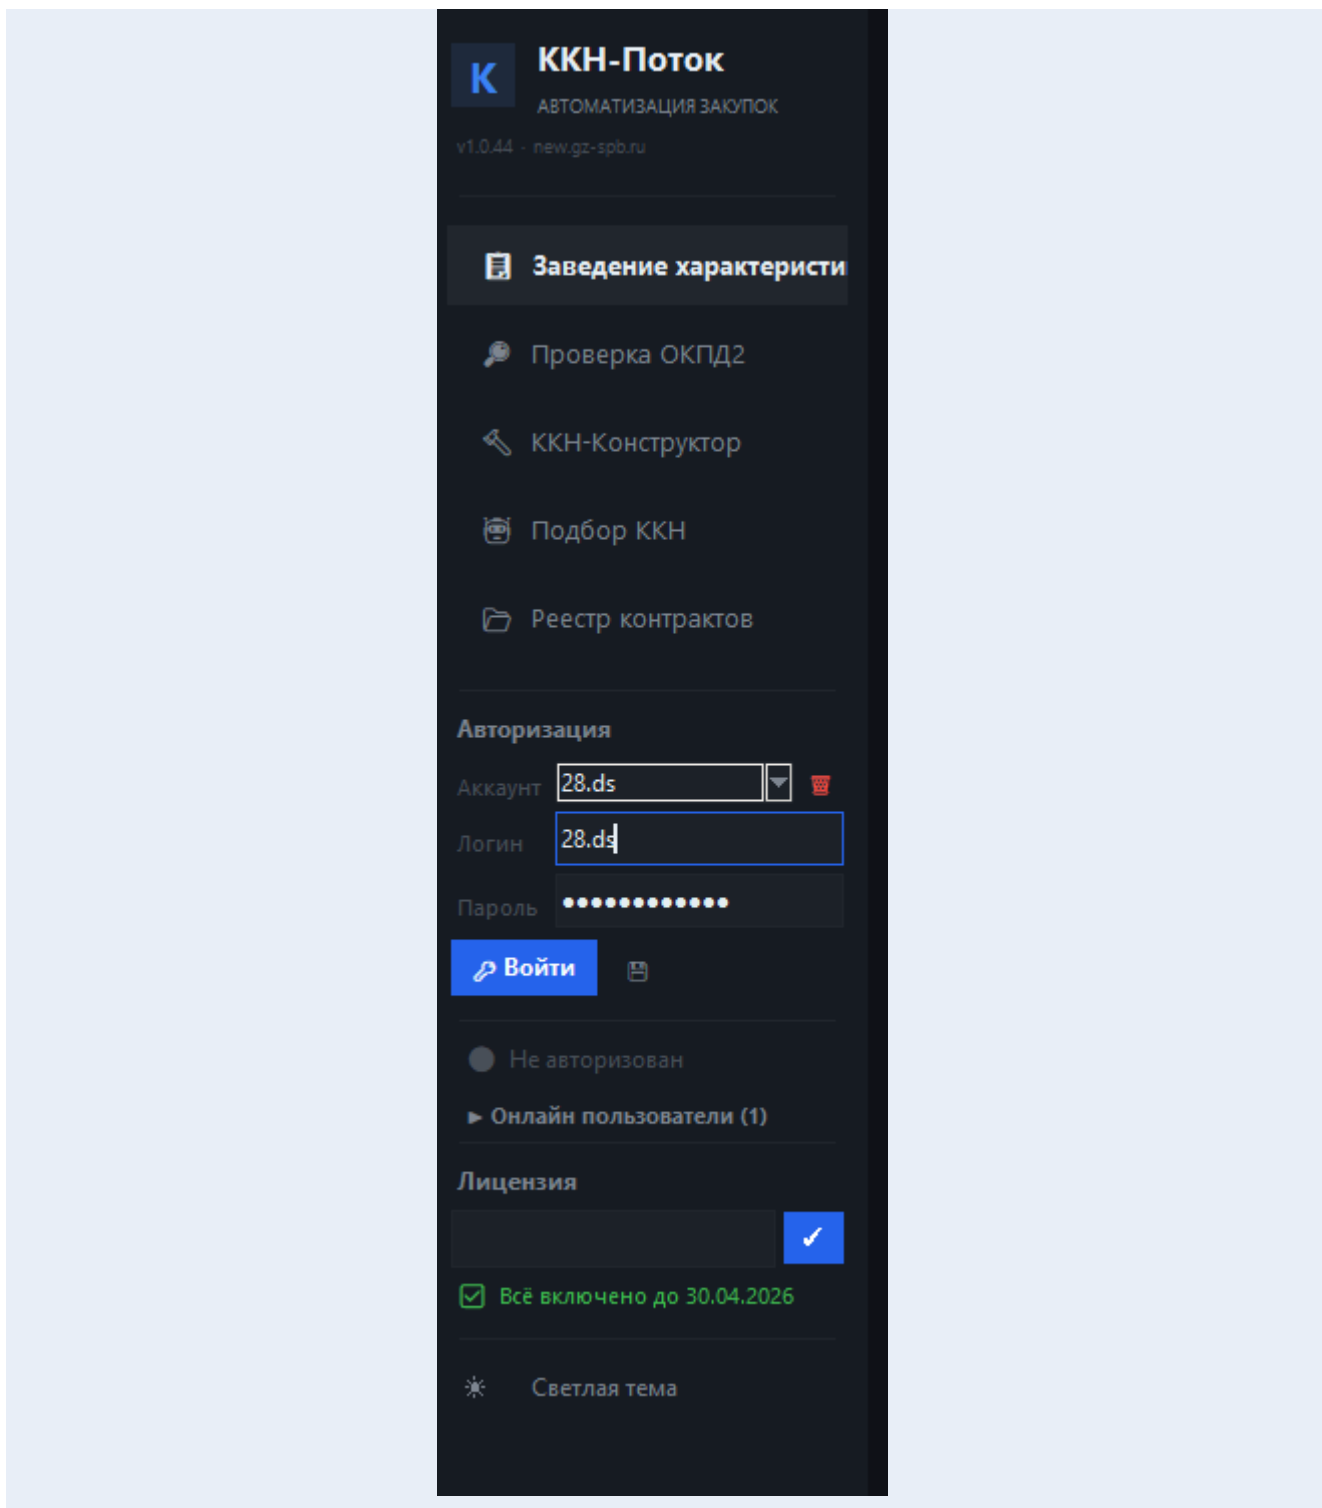 K
ККН-Поток
АВТОМАТИЗАЦИЯ ЗАКУПОК
v1.0.44 · new.gz-spb.ru
Заведение характеристи
Проверка ОКПД2
ККН-Конструктор
Подбор ККН
Реестр контрактов
Авторизация
Аккаунт 28.ds
Логин 28.ds
Пароль ••••••••••••
Войти
Не авторизован
► Онлайн пользователи (1)
Лицензия
✓
Всё включено до 30.04.2026
Светлая тема